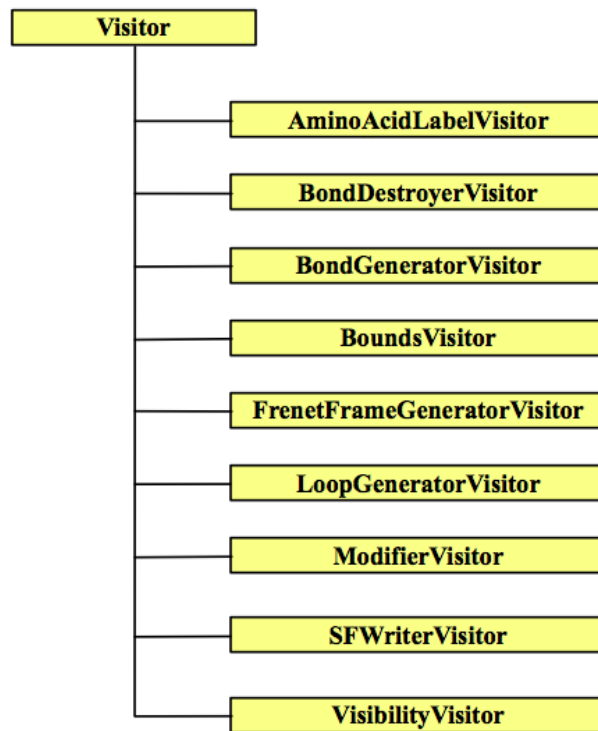 Visitor
AminoAcidLabelVisitor
BondDestroyerVisitor
BondGeneratorVisitor
BoundsVisitor
FrenetFrameGeneratorVisitor
LoopGeneratorVisitor
ModifierVisitor
SFWriterVisitor
VisibilityVisitor